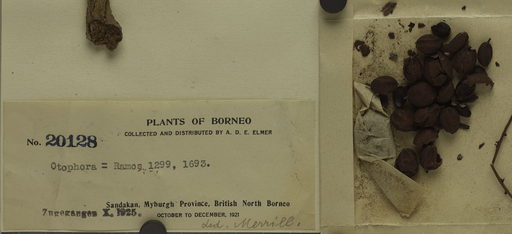 PLANTS OF BORNEO
COLLECTED AND DISTRIBUTED BY A. D. E. ELMER
No. 20128
Otophora = Ramos 1299, 1693.
Sandakan, Myburgh Province, British North Borneo
Zugegangen X. 1925. OCTOBER TO DECEMBER, 1921
ded. Merrill.